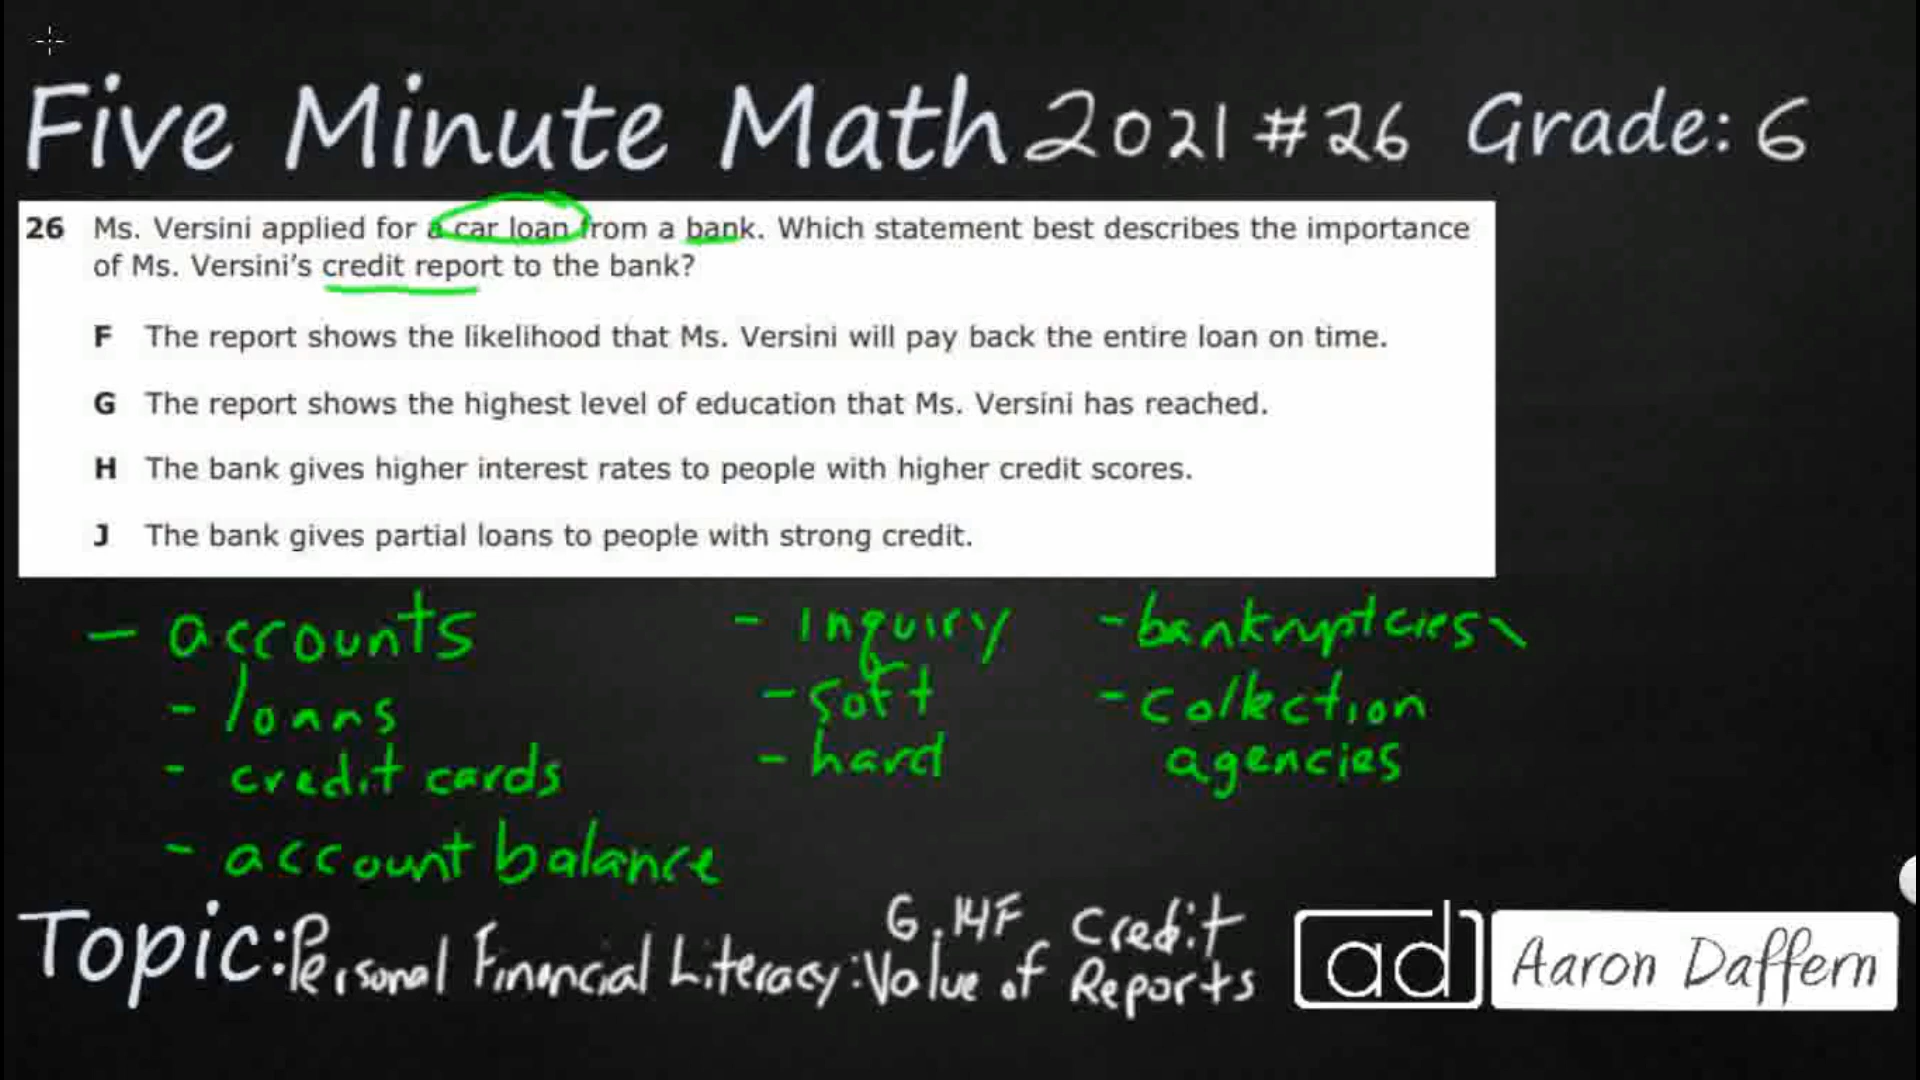 Five Minute Math 2021 #26 Grade: 6
26 Ms. Versini applied for a car loan from a bank. Which statement best describes the importance
of Ms. Versini's credit report to the bank?
F The report shows the likelihood that Ms. Versini will pay back the entire loan on time.
G The report shows the highest level of education that Ms. Versini has reached.
H The bank gives higher interest rates to people with higher credit scores.
J The bank gives partial loans to people with strong credit.
- accounts
- loans
- credit cards
- account balance
- inquiry
- soft
- hard
- bankruptcies
- collection
agencies
Topic: Personal Financial Literacy: Value of Credit Reports
6.14F
ad Aaron Daffern